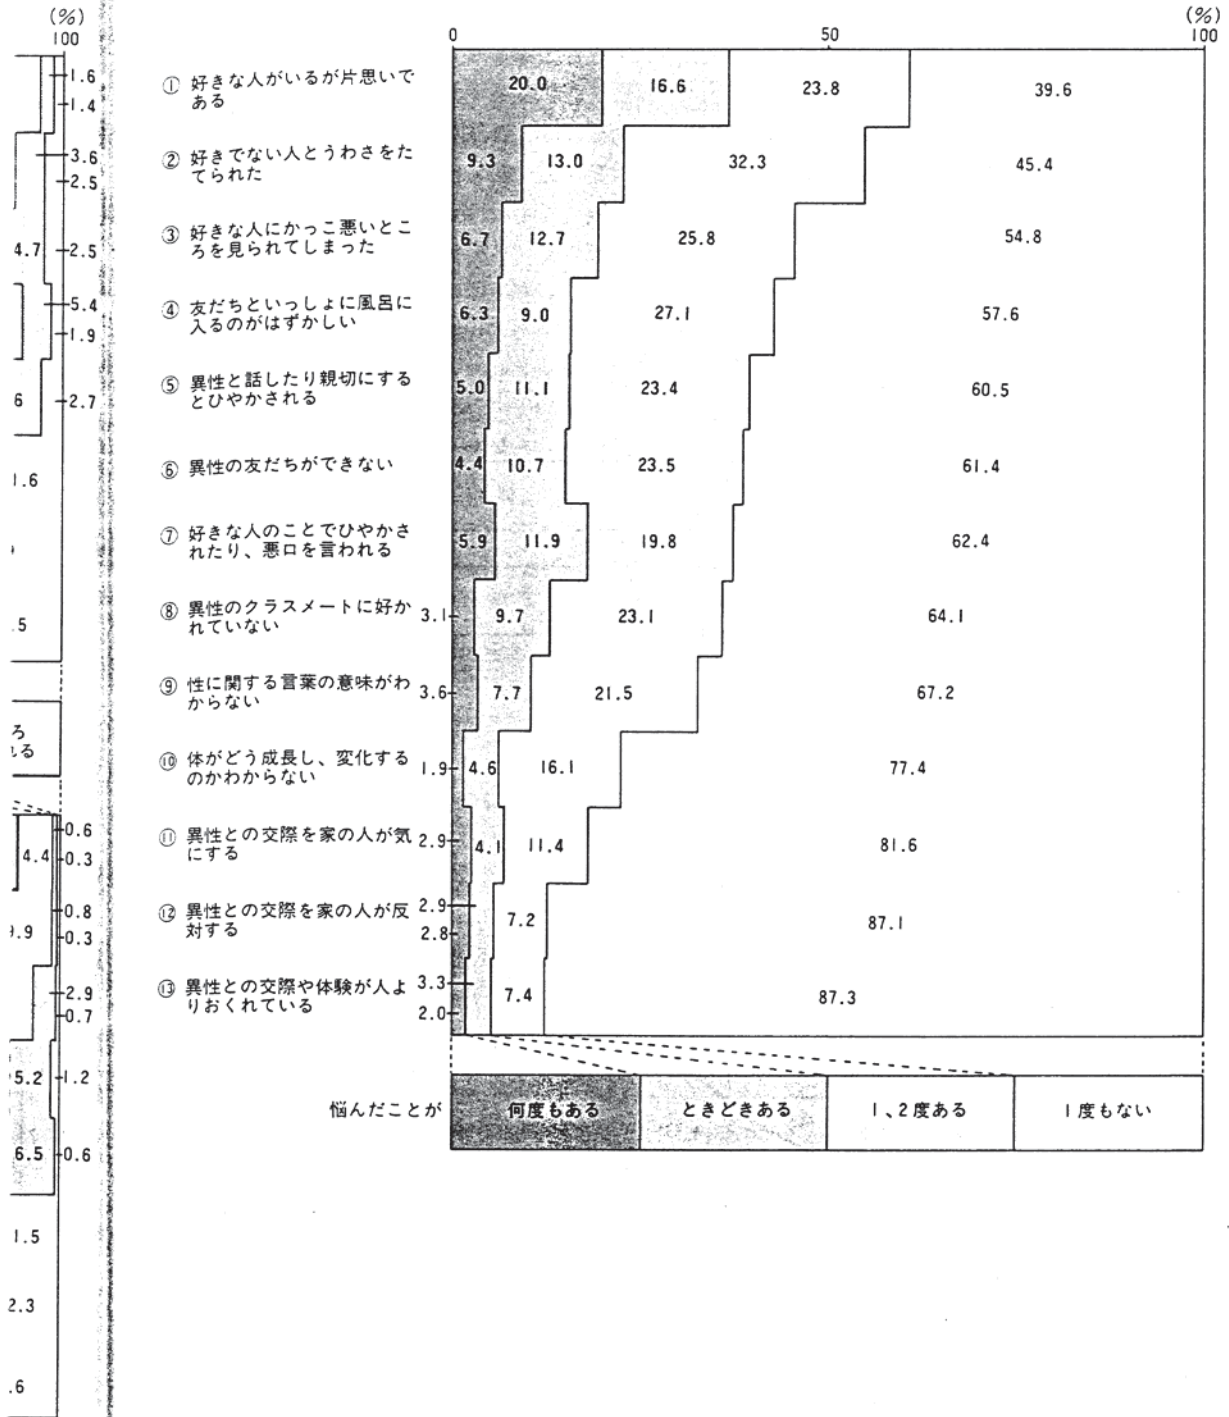 (%)
100
1.6
1.4
3.6
2.5
4.7
2.5
5.4
1.9
6
2.7
1.6
.5
ろ
れる
0.6
4.4
0.3
0.8
9.9
0.3
2.9
0.7
5.2
1.2
6.5
0.6
1.5
2.3
.6
(%)
0
50
100
① 好きな人がいるが片思いで
ある
20.0 16.6 23.8 39.6
② 好きでない人とうわさをた
てられた
9.3 13.0 32.3 45.4
③ 好きな人にかっこ悪いとこ
ろを見られてしまった
6.7 12.7 25.8 54.8
④ 友だちといっしょに風呂に
入るのがはずかしい
6.3 9.0 27.1 57.6
⑤ 異性と話したり親切にする
とひやかされる
5.0 11.1 23.4 60.5
⑥ 異性の友だちができない
4.4 10.7 23.5 61.4
⑦ 好きな人のことでひやかさ
れたり、悪口を言われる
5.9 11.9 19.8 62.4
⑧ 異性のクラスメートに好か
れていない
3.1 9.7 23.1 64.1
⑨ 性に関する言葉の意味がわ
からない
3.6 7.7 21.5 67.2
⑩ 体がどう成長し、変化する
のかわからない
1.9 4.6 16.1 77.4
⑪ 異性との交際を家の人が気
にする
2.9 4.1 11.4 81.6
⑫ 異性との交際を家の人が反
対する
2.9
2.8
7.2 87.1
⑬ 異性との交際や体験が人よ
りおくれている
3.3
2.0
7.4 87.3
悩んだことが 何度もある ときどきある 1、2度ある 1度もない